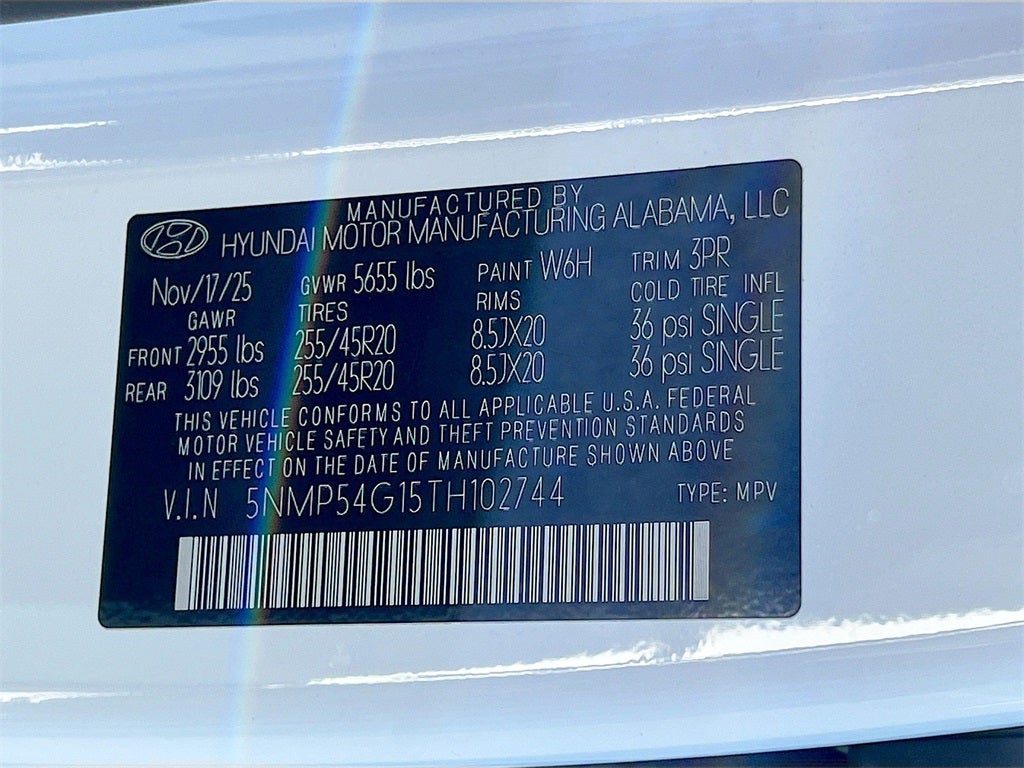 MANUFACTURED BY
HYUNDAI MOTOR MANUFACTURING ALABAMA, LLC
Nov/17/25 GVWR 5655 lbs PAINT W6H TRIM 3PR
GAWR TIRES RIMS COLD TIRE INFL
FRONT 2955 lbs 255/45R20 8.5JX20 36 psi SINGLE
REAR 3109 lbs 255/45R20 8.5JX20 36 psi SINGLE
THIS VEHICLE CONFORMS TO ALL APPLICABLE U.S.A. FEDERAL
MOTOR VEHICLE SAFETY AND THEFT PREVENTION STANDARDS
IN EFFECT ON THE DATE OF MANUFACTURE SHOWN ABOVE
V.I.N 5NMP54G15TH102744 TYPE: MPV